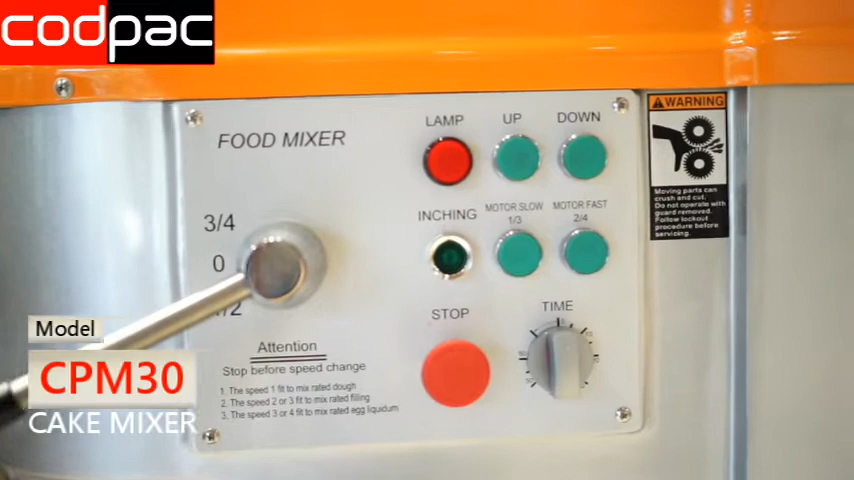 codpac
FOOD MIXER
LAMP
UP
DOWN
WARNING
Moving parts can
crush and cut.
Do not operate with
guard removed.
Follow lockout
procedure before
servicing.
3/4
0
1/2
INCHING
MOTOR SLOW
1/3
MOTOR FAST
2/4
STOP
TIME
Attention
Stop before speed change
1. The speed 1 fit to mix rated dough
2. The speed 2 or 3 fit to mix rated filling
3. The speed 3 or 4 fit to mix rated egg liquidum
Model
CPM30
CAKE MIXER